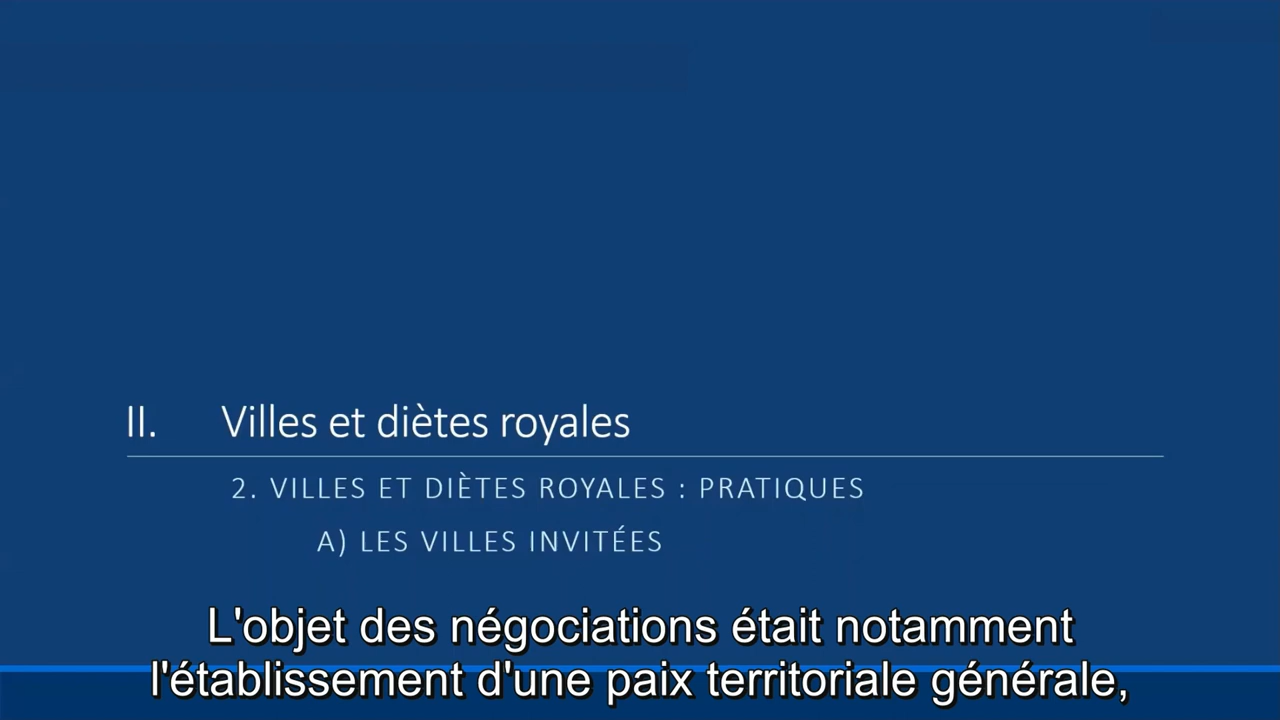 II. Villes et diètes royales
2. VILLES ET DIÈTES ROYALES : PRATIQUES
A) LES VILLES INVITÉES
L'objet des négociations était notamment
l'établissement d'une paix territoriale générale,